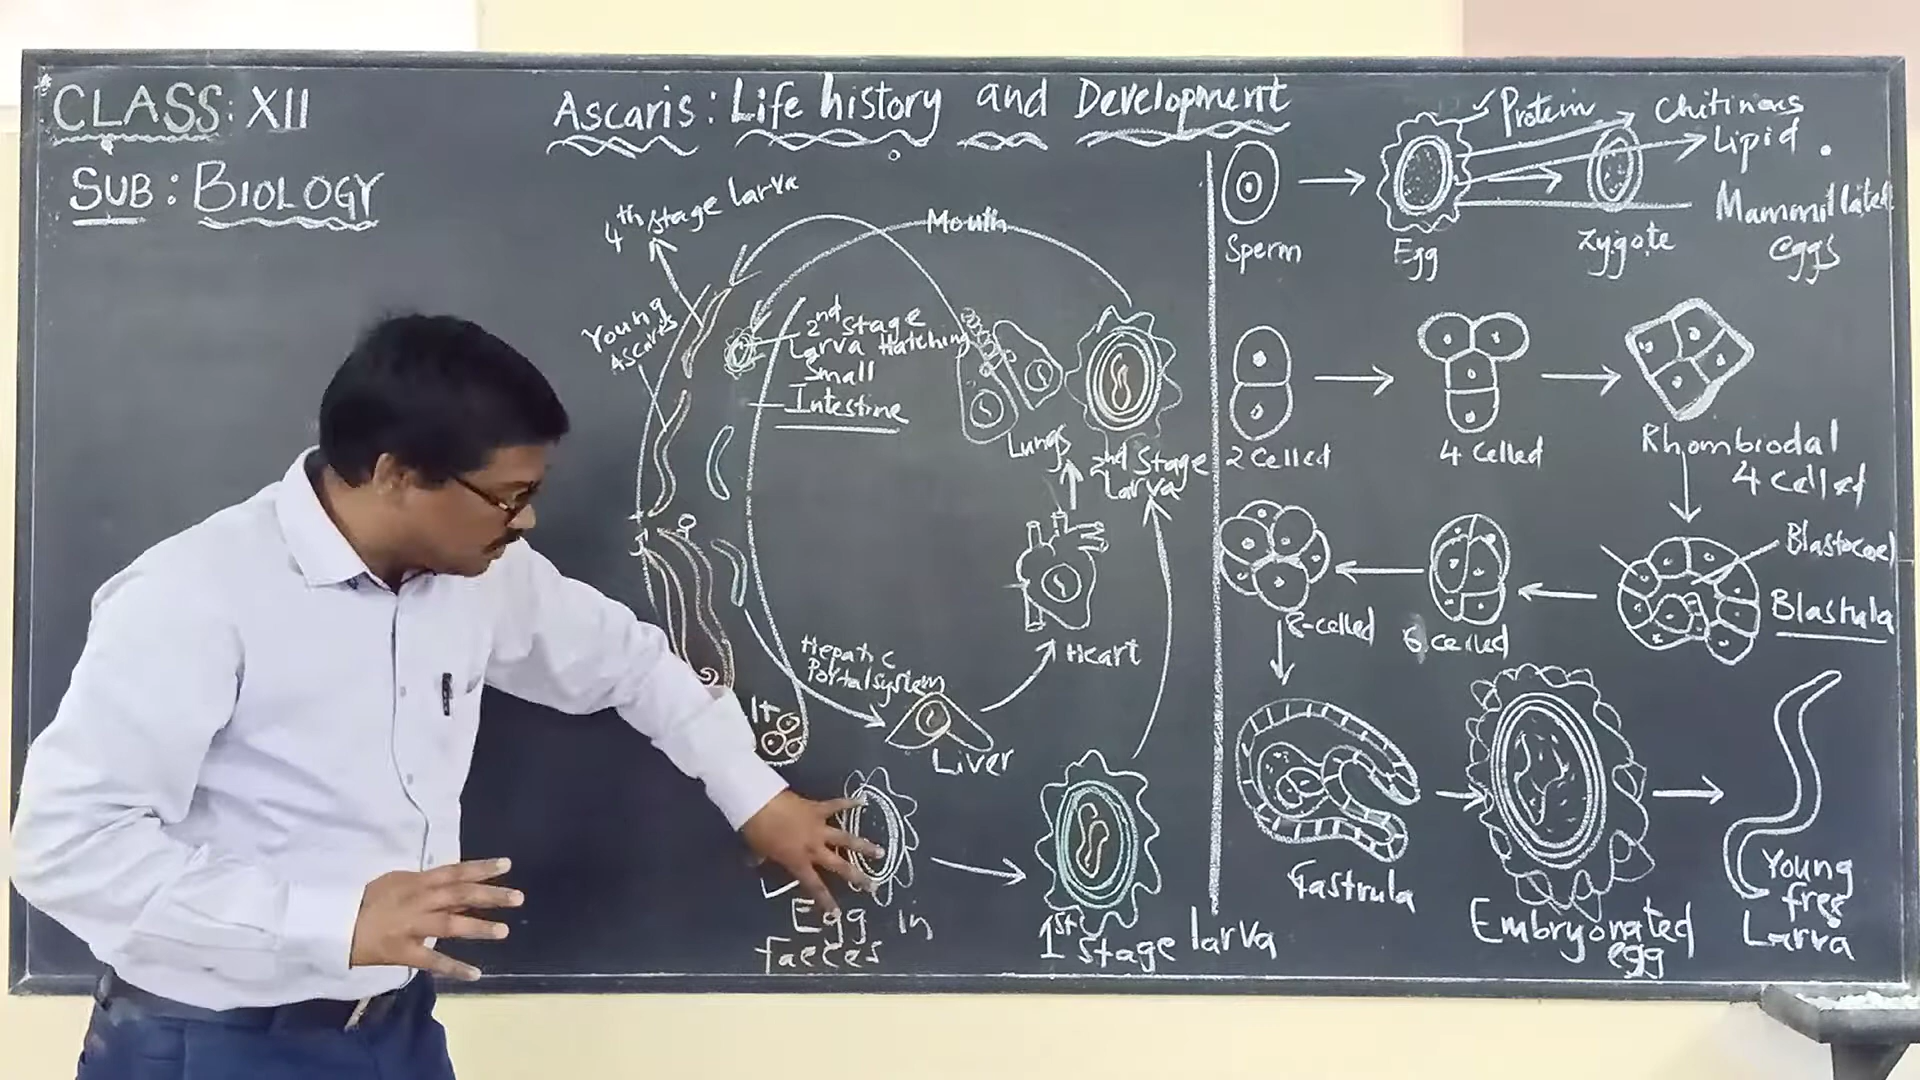 CLASS: XII
SUB: BIOLOGY
Ascaris: Life history and Development
4th stage larva
Young
Ascaris
Mouth
2nd Stage
Larva Hatching
Small
Intestine
Lungs
2nd Stage
Larva
Heart
Hepatic
Portal system
Liver
Egg in
faeces
1st stage larva
Protein
Chitinous
Lipid
Mammillated
eggs
Sperm
Egg
Zygote
2 Celled
4 Celled
Rhombiodal
4 celled
Blastocoel
Blastula
8-celled
6 celled
Gastrula
Embryonated
egg
Young
free
Larva